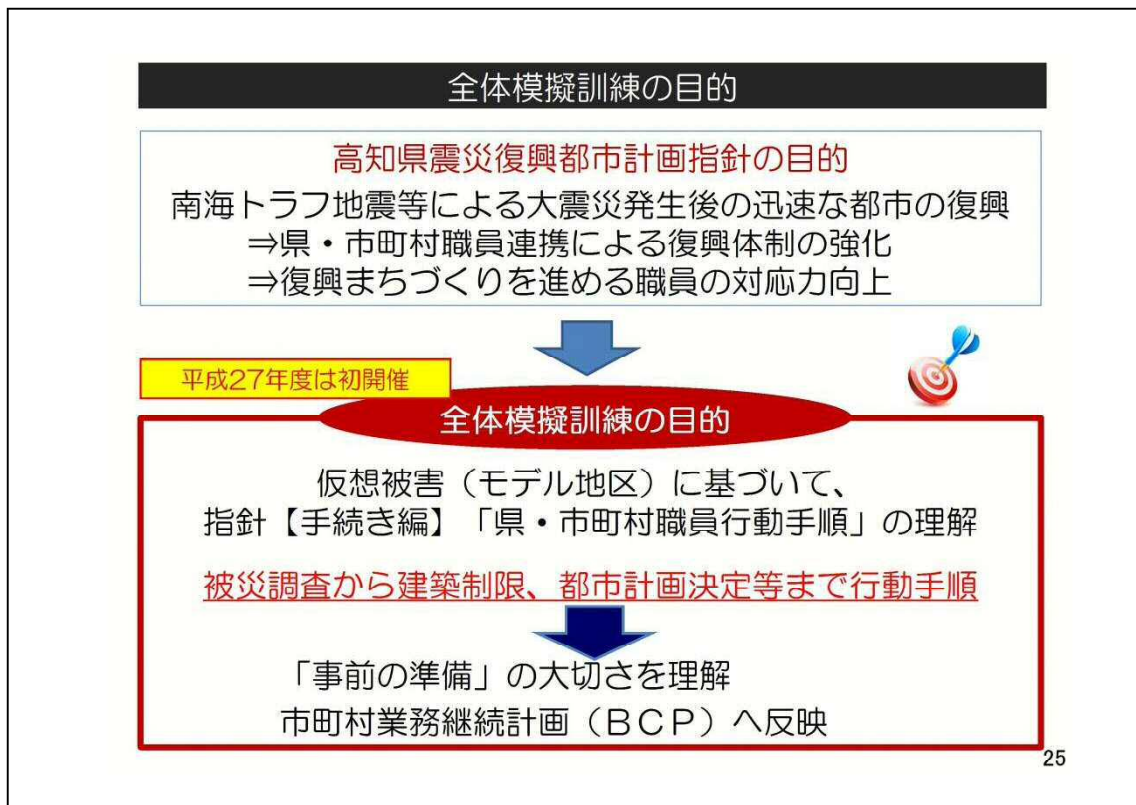 全体模擬訓練の目的
高知県震災復興都市計画指針の目的
南海トラフ地震等による大震災発生後の迅速な都市の復興
⇒県・市町村職員連携による復興体制の強化
⇒復興まちづくりを進める職員の対応力向上
平成27年度は初開催
全体模擬訓練の目的
仮想被害（モデル地区）に基づいて、
指針【手続き編】「県・市町村職員行動手順」の理解
被災調査から建築制限、都市計画決定等まで行動手順
「事前の準備」の大切さを理解
市町村業務継続計画（ＢＣＰ）へ反映
25